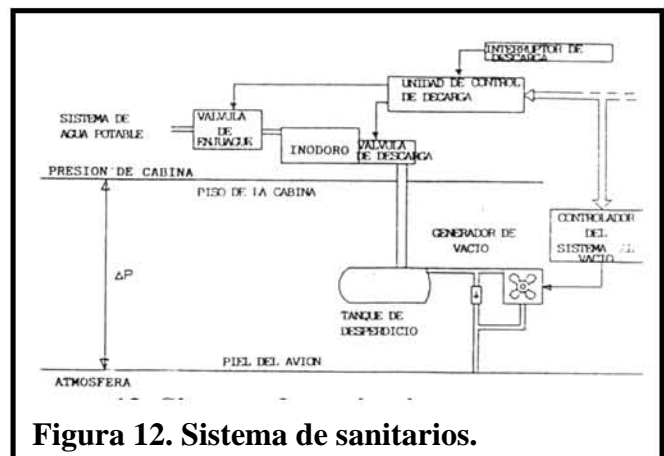 INTERRUPTOR DE
DESCARGA
UNIDAD DE CONTROL
DE DECARGA
SISTEMA DE
AGUA POTABLE
VALVULA
DE
ENJUAGUE
INODORO
VALVULA
DE DESCARGA
PRESION DE CABINA
PISO DE LA CABINA
GENERADOR DE
VACIO
CONTROLADOR
DEL
SISTEMA
VACIO
ΔP
TANQUE DE
DESPERDICIO
PIEL DEL AVION
ATMOSFERA
Figura 12. Sistema de sanitarios.